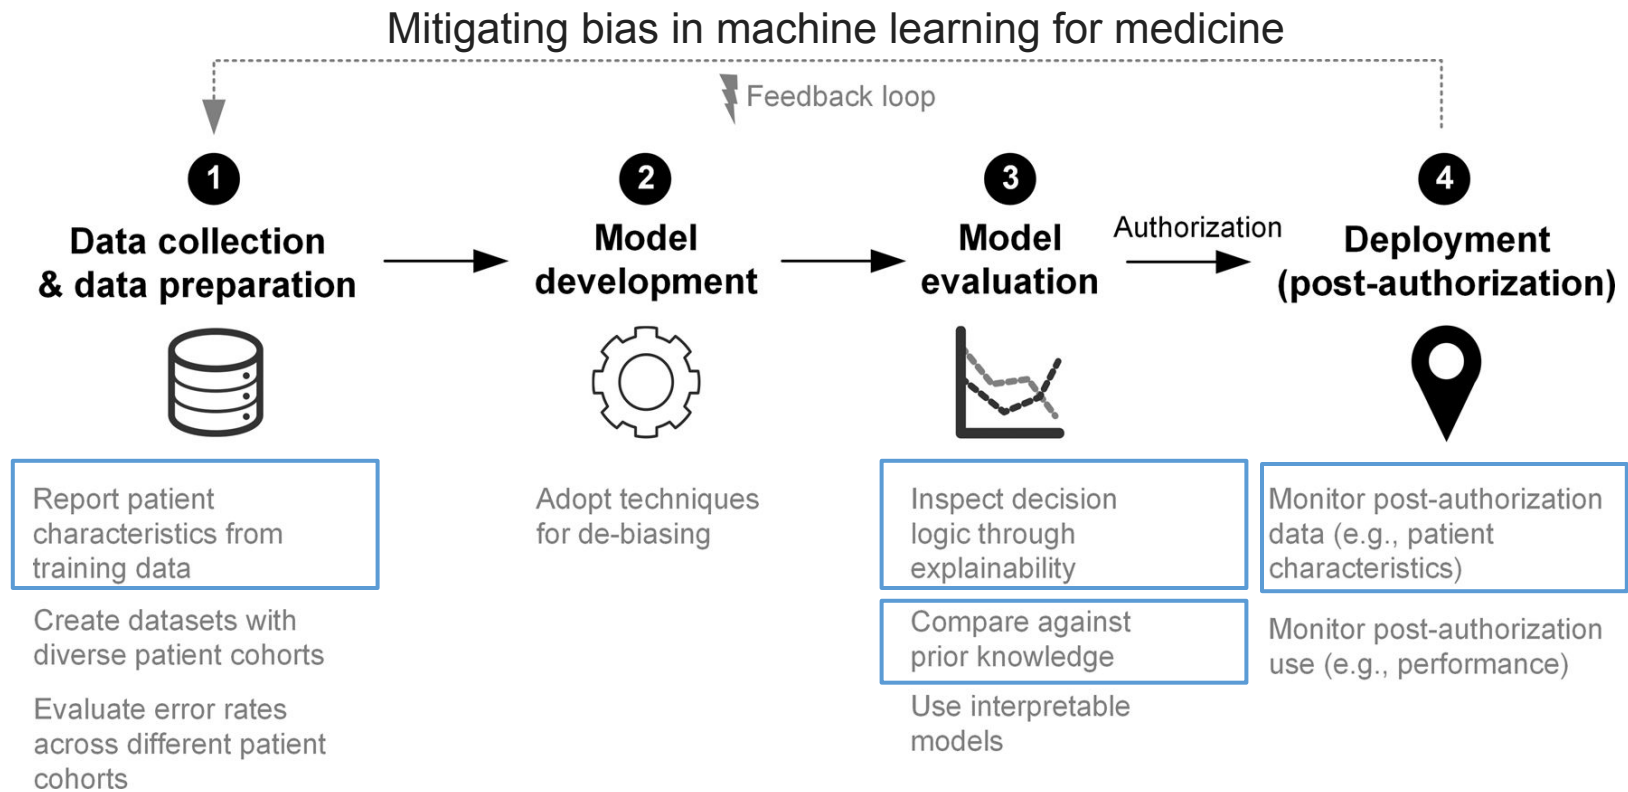 Mitigating bias in machine learning for medicine
Feedback loop
1
Data collection
& data preparation
Report patient
characteristics from
training data
Create datasets with
diverse patient cohorts
Evaluate error rates
across different patient
cohorts
2
Model
development
Adopt techniques
for de-biasing
3
Model
evaluation
Inspect decision
logic through
explainability
Compare against
prior knowledge
Use interpretable
models
Authorization
4
Deployment
(post-authorization)
Monitor post-authorization
data (e.g., patient
characteristics)
Monitor post-authorization
use (e.g., performance)